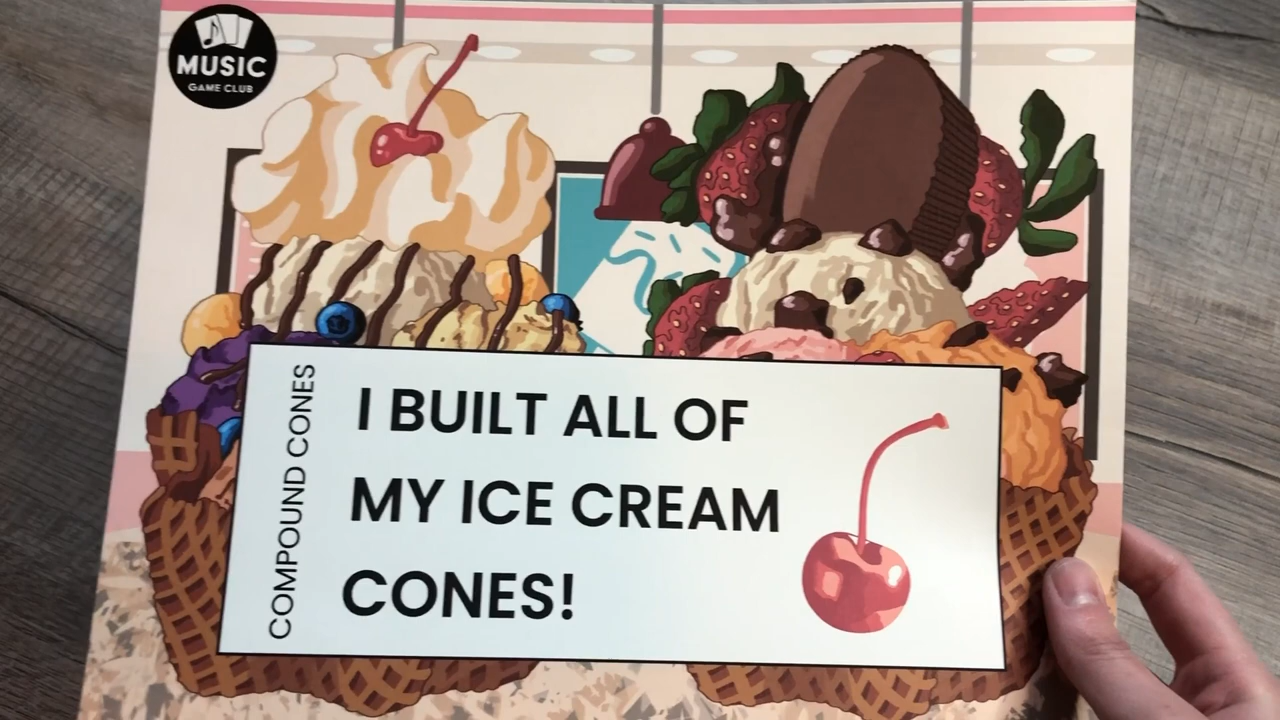 MUSIC
GAME CLUB
COMPOUND CONES
I BUILT ALL OF
MY ICE CREAM
CONES!